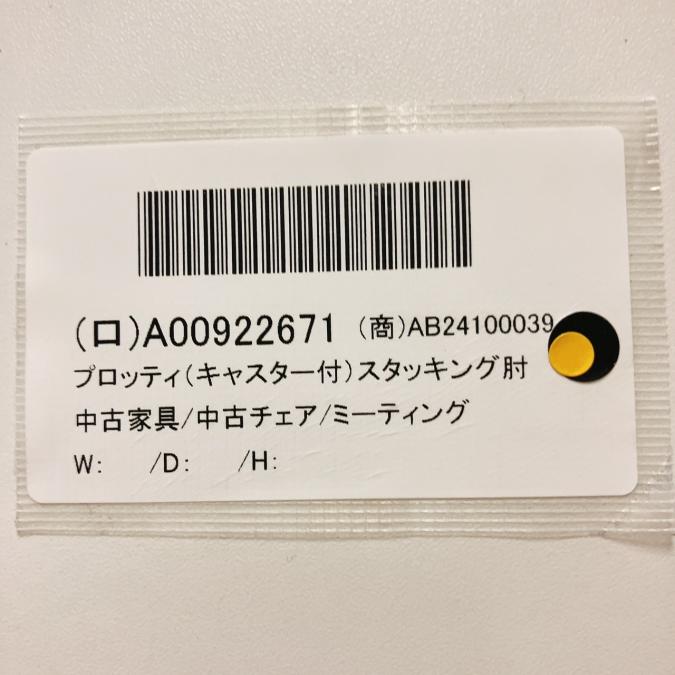 (ロ)A00922671 (商)AB24100039
プロッティ(キャスター付)スタッキング肘
中古家具/中古チェア/ミーティング
W: /D: /H: